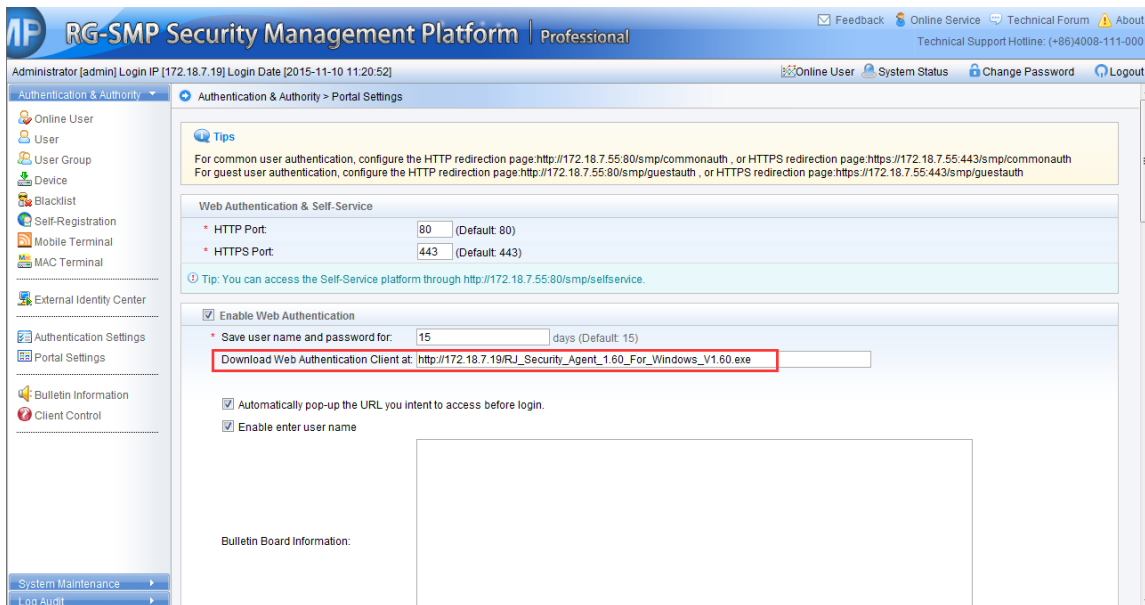 MP RG-SMP Security Management Platform | Professional
Feedback Online Service Technical Forum About
Technical Support Hotline: (+86)4008-111-000
Administrator [admin] Login IP [172.18.7.19] Login Date [2015-11-10 11:20:52] Online User System Status Change Password Logout
Authentication & Authority
Online User
User
User Group
Device
Blacklist
Self-Registration
Mobile Terminal
MAC Terminal
External Identity Center
Authentication Settings
Portal Settings
Bulletin Information
Client Control
System Maintenance
Log Audit
Authentication & Authority > Portal Settings
Tips
For common user authentication, configure the HTTP redirection page:http://172.18.7.55:80/smp/commonauth , or HTTPS redirection page:https://172.18.7.55:443/smp/commonauth
For guest user authentication, configure the HTTP redirection page:http://172.18.7.55:80/smp/guestauth , or HTTPS redirection page:https://172.18.7.55:443/smp/guestauth
Web Authentication & Self-Service
* HTTP Port: 80 (Default: 80)
* HTTPS Port: 443 (Default: 443)
Tip: You can access the Self-Service platform through http://172.18.7.55:80/smp/selfservice.
Enable Web Authentication
* Save user name and password for: 15 days (Default: 15)
Download Web Authentication Client at: http://172.18.7.19/RJ_Security_Agent_1.60_For_Windows_V1.60.exe
Automatically pop-up the URL you intent to access before login.
Enable enter user name
Bulletin Board Information: